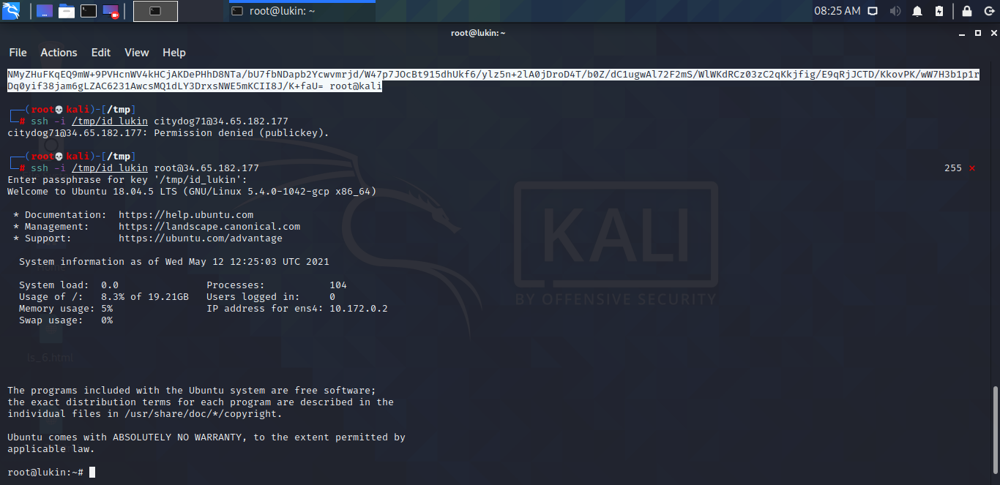 root@lukin: ~
08:25 AM
root@lukin: ~
File Actions Edit View Help
NMyZHuFKqEQ9mW+9PVHcnWV4kHCjAKDePHhD8NTa/bU7fbNDapb2Ycwvmrjd/W47p7JOcBt915dhUkf6/ylz5n+2lA0jDroD4T/b0Z/dC1ugwAl72F2mS/WlWKdRCz03zC2qKkjfig/E9qRjJCTD/KkovPK/wW7H3b1p1r
Dq0yif38jam6gLZAC6231AwcsMQ1dLY3DrxsNWE5mKCII8J/K+faU= root@kali
┌──(root💀kali)-[/tmp]
└─# ssh -i /tmp/id_lukin citydog71@34.65.182.177
citydog71@34.65.182.177: Permission denied (publickey).
┌──(root💀kali)-[/tmp]
└─# ssh -i /tmp/id_lukin root@34.65.182.177 255 ⨯
Enter passphrase for key '/tmp/id_lukin':
Welcome to Ubuntu 18.04.5 LTS (GNU/Linux 5.4.0-1042-gcp x86_64)
* Documentation: https://help.ubuntu.com
* Management: https://landscape.canonical.com
* Support: https://ubuntu.com/advantage
System information as of Wed May 12 12:25:03 UTC 2021
System load: 0.0 Processes: 104
Usage of /: 8.3% of 19.21GB Users logged in: 0
Memory usage: 5% IP address for ens4: 10.172.0.2
Swap usage: 0%
The programs included with the Ubuntu system are free software;
the exact distribution terms for each program are described in the
individual files in /usr/share/doc/*/copyright.
Ubuntu comes with ABSOLUTELY NO WARRANTY, to the extent permitted by
applicable law.
root@lukin:~#
KALI
BY OFFENSIVE SECURITY
Home
ls_6.html